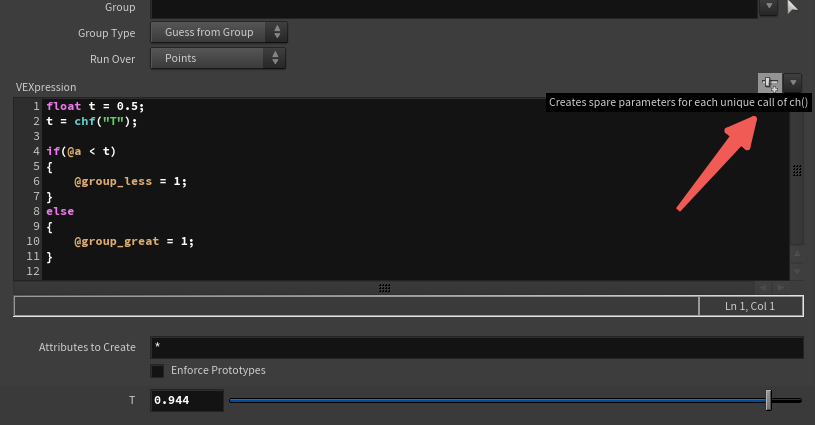 Group
Group Type Guess from Group
Run Over Points
VEXpression
Creates spare parameters for each unique call of ch()
1 float t = 0.5;
2 t = chf("T");
3
4 if(@a < t)
5 {
6     @group_less = 1;
7 }
8 else
9 {
10     @group_great = 1;
11 }
12
Ln 1, Col 1
Attributes to Create *
Enforce Prototypes
T 0.944